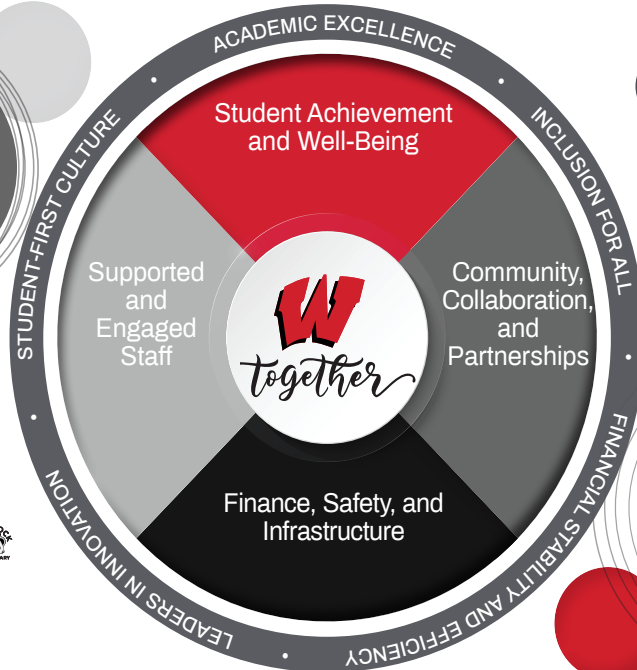 ACADEMIC EXCELLENCE
INCLUSION FOR ALL
FINANCIAL STABILITY AND EFFICIENCY
LEADERS IN INNOVATION
STUDENT-FIRST CULTURE
Student Achievement
and Well-Being
Supported
and
Engaged
Staff
Community,
Collaboration,
and
Partnerships
W
together
Finance, Safety, and
Infrastructure